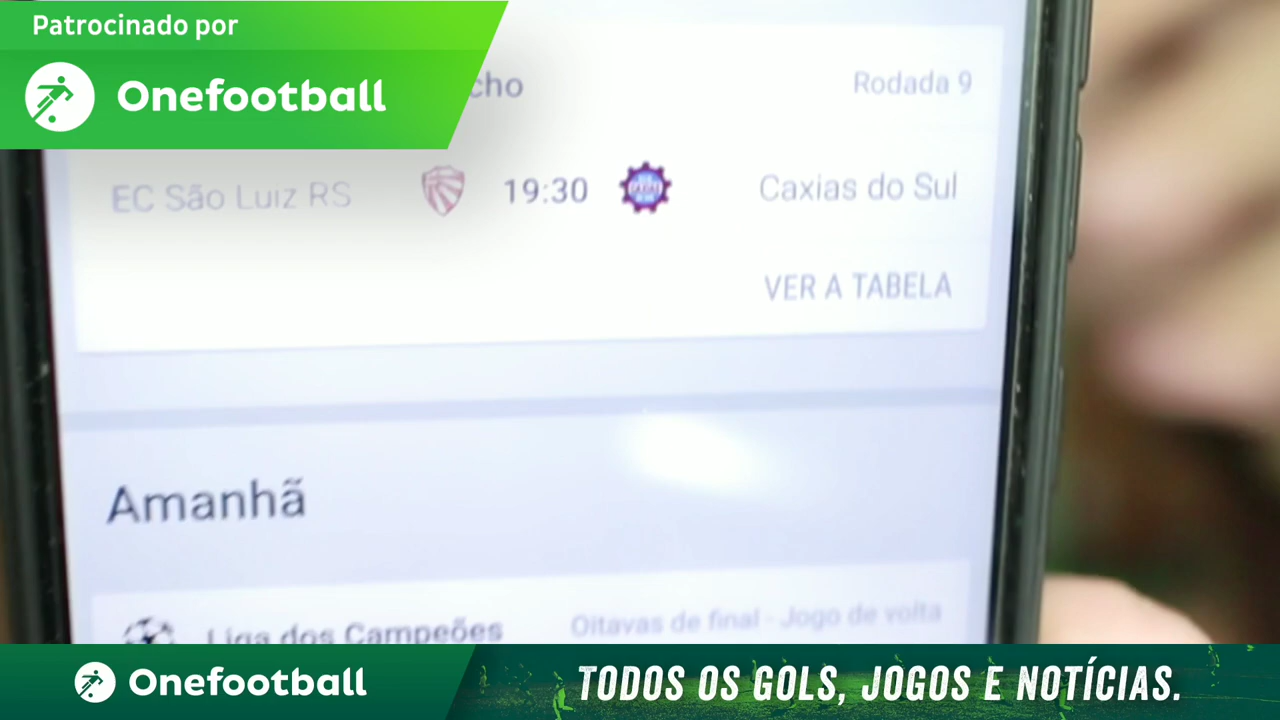 Patrocinado por
Onefootball
cho
Rodada 9
EC São Luiz RS
19:30
Caxias do Sul
VER A TABELA
Amanhã
Liga dos Campeões
Oitavas de final - Jogo de volta
Onefootball
TODOS OS GOLS, JOGOS E NOTÍCIAS.